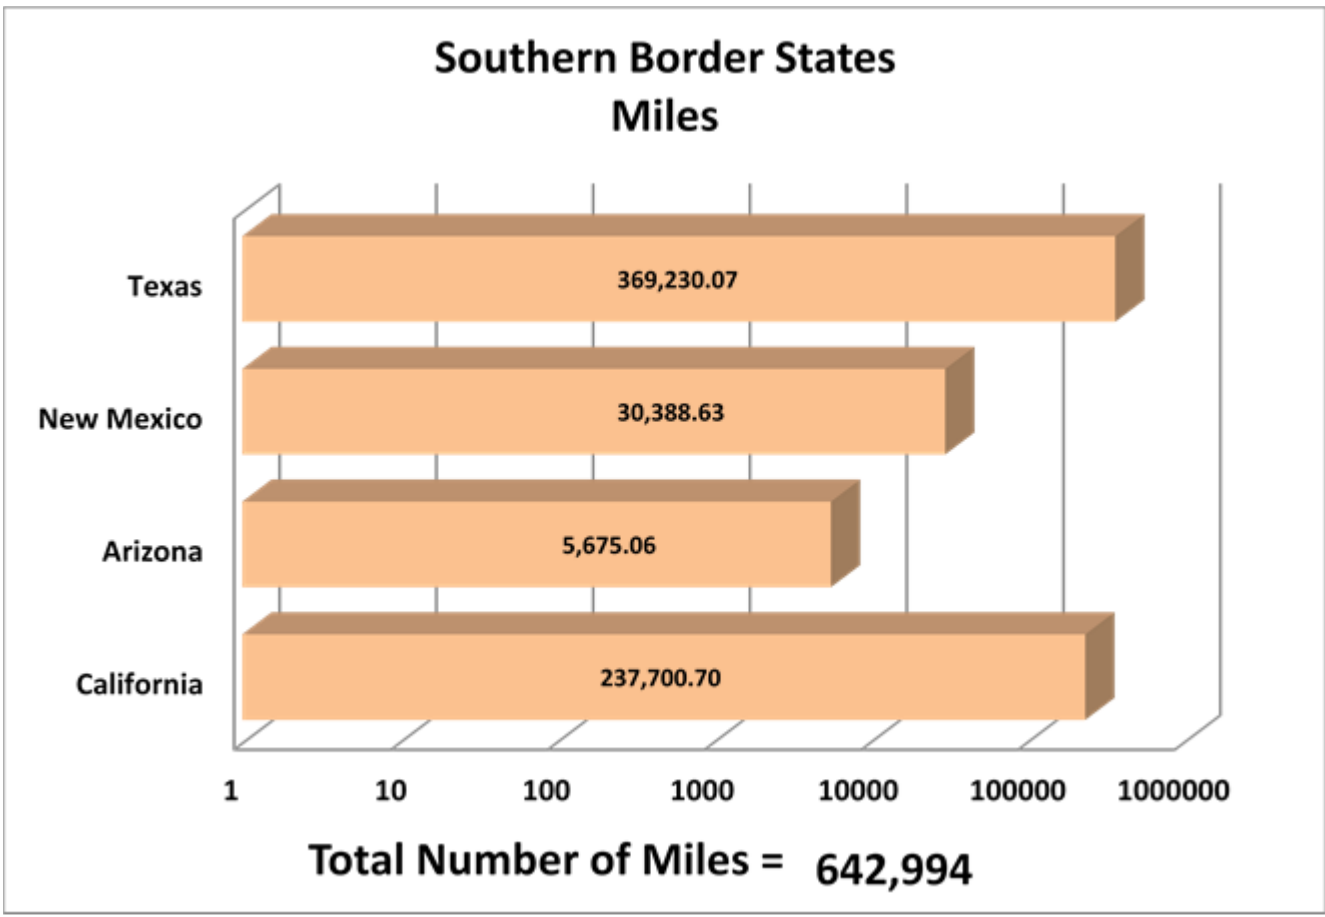 Southern Border States
Miles
Texas
369,230.07
New Mexico
30,388.63
Arizona
5,675.06
California
237,700.70
1 10 100 1000 10000 100000 1000000
Total Number of Miles = 642,994